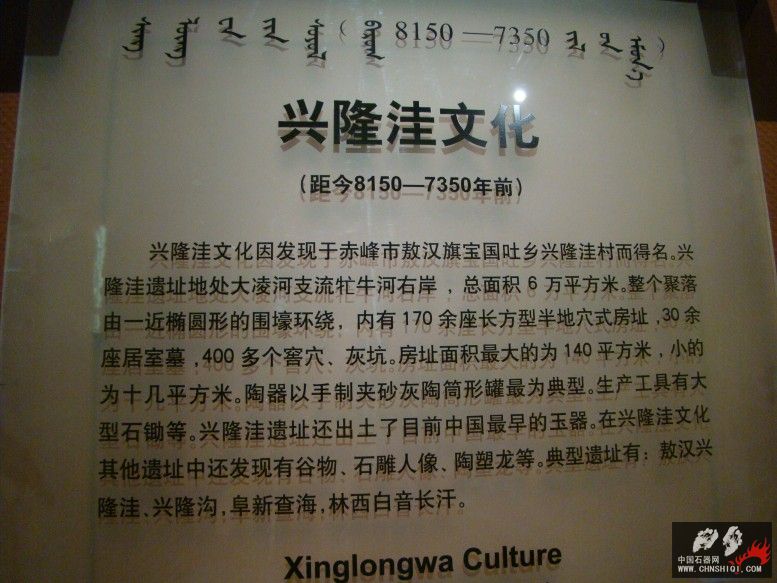 ( 8150 —7350 )
兴隆洼文化
(距今8150—7350年前)
兴隆洼文化因发现于赤峰市敖汉旗宝国吐乡兴隆洼村而得名。兴
隆洼遗址地处大凌河支流牤牛河右岸，总面积 6 万平方米。整个聚落
由一近椭圆形的围壕环绕，内有 170 余座长方型半地穴式房址,30 余
座居室墓,400 多个窖穴、灰坑。房址面积最大的为 140 平方米,小的
为十几平方米。陶器以手制夹砂灰陶筒形罐最为典型。生产工具有大
型石锄等。兴隆洼遗址还出土了目前中国最早的玉器。在兴隆洼文化
其他遗址中还发现有谷物、石雕人像、陶塑龙等。典型遗址有：敖汉兴
隆洼、兴隆沟,阜新查海,林西白音长汗。
Xinglongwa Culture
中国石器网
WWW.CHNSHIQI.COM